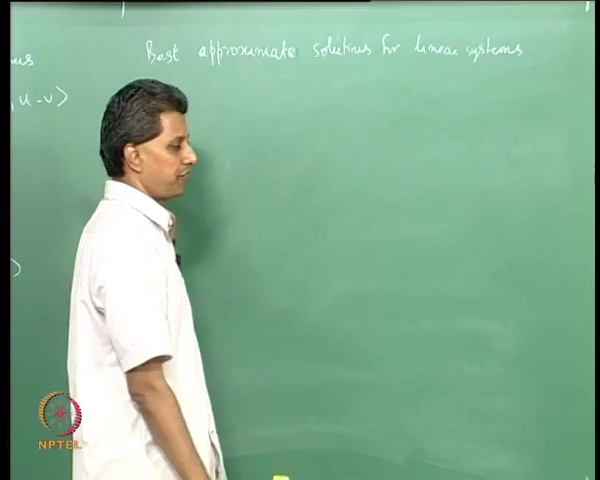 Best approximate solutions for linear systems
, u - v>
NPTEL